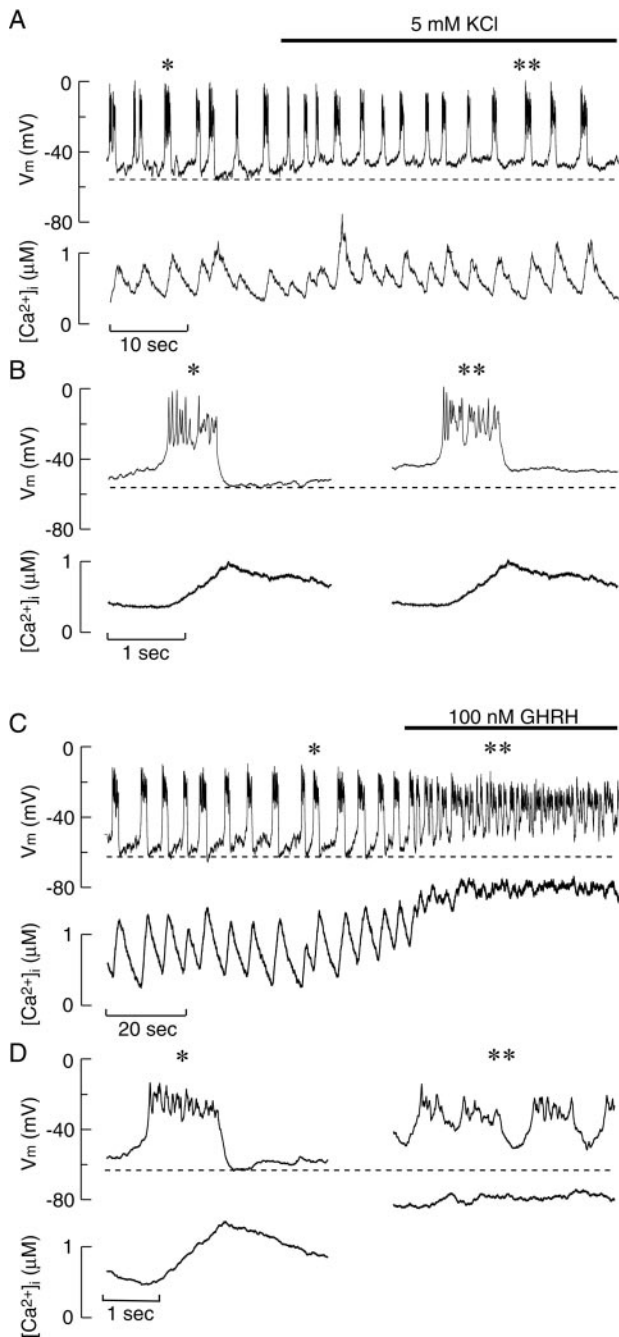 A
5 mM KCl
*
**
0
-40
-80
Vm (mV)
1
0
[Ca2+]i (μM)
10 sec
B
*
**
0
-40
-80
Vm (mV)
1
0
[Ca2+]i (μM)
1 sec
C
100 nM GHRH
*
**
0
-40
-80
Vm (mV)
1
0
[Ca2+]i (μM)
20 sec
D
*
**
0
-40
-80
Vm (mV)
1
0
[Ca2+]i (μM)
1 sec